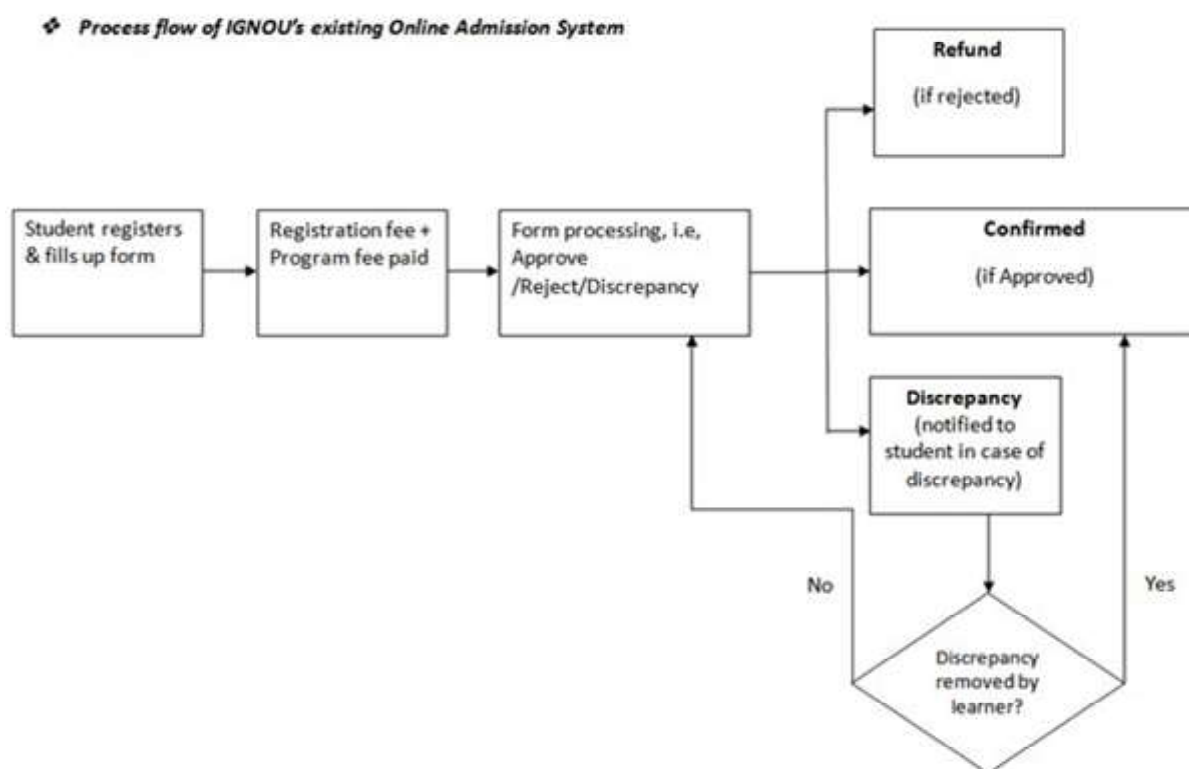 ❖ Process flow of IGNOU's existing Online Admission System
Refund
(if rejected)
Student registers
& fills up form
Registration fee +
Program fee paid
Form processing, i.e,
Approve
/Reject/Discrepancy
Confirmed
(if Approved)
Discrepancy
(notified to
student in case of
discrepancy)
No
Yes
Discrepancy
removed by
learner?